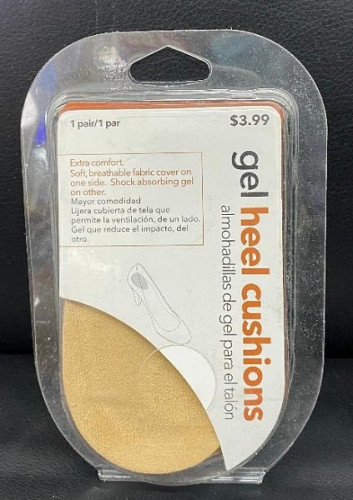 1 pair/1 par
$3.99
Extra comfort.
Soft, breathable fabric cover on
one side. Shock absorbing gel
on other.
Mayor comodidad
Lijera cubierta de tela que
permite la ventilación, de un lado.
Gel que reduce el impacto, del
otro.
gel heel cushions
almohadillas de gel para el talón